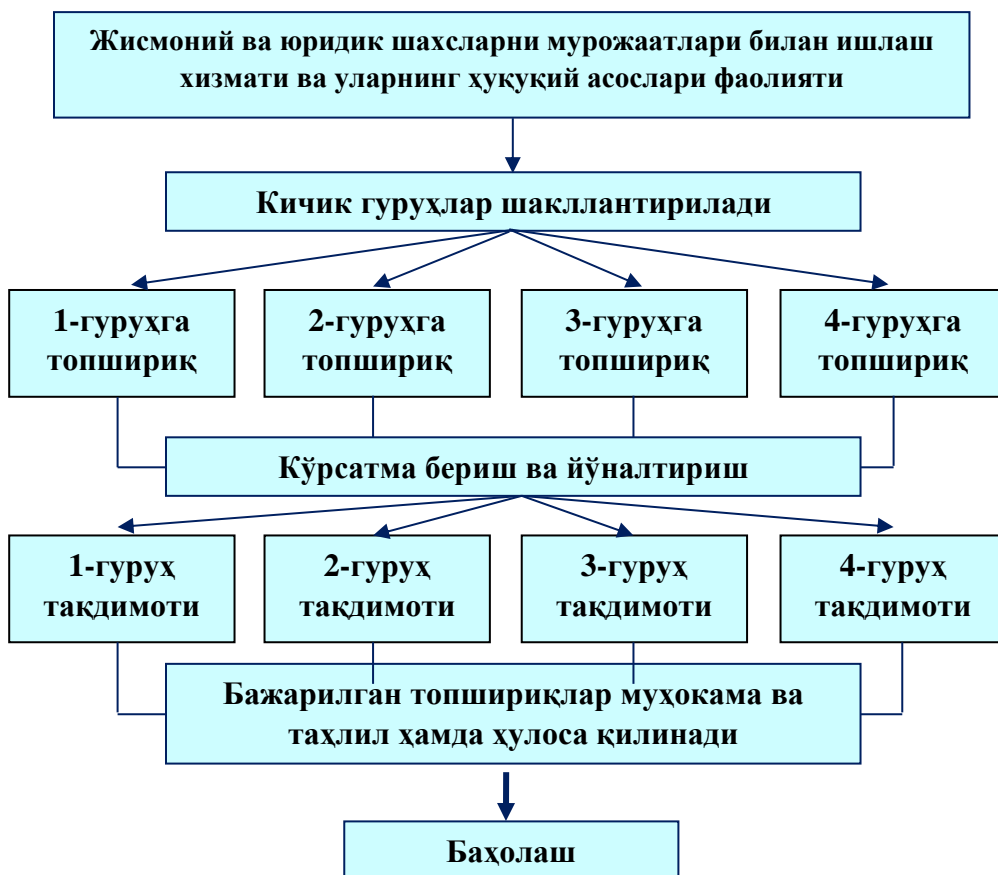 Жисмоний ва юридик шахсларни мурожаатлари билан ишлаш
хизмати ва уларнинг ҳуқуқий асослари фаолияти
Кичик гуруҳлар шакллантирилади
1-гуруҳга
топшириқ
2-гуруҳга
топшириқ
3-гуруҳга
топшириқ
4-гуруҳга
топшириқ
Кўрсатма бериш ва йўналтириш
1-гуруҳ
тақдимоти
2-гуруҳ
тақдимоти
3-гуруҳ
тақдимоти
4-гуруҳ
тақдимоти
Бажарилган топшириқлар муҳокама ва
таҳлил ҳамда ҳулоса қилинади
Баҳолаш